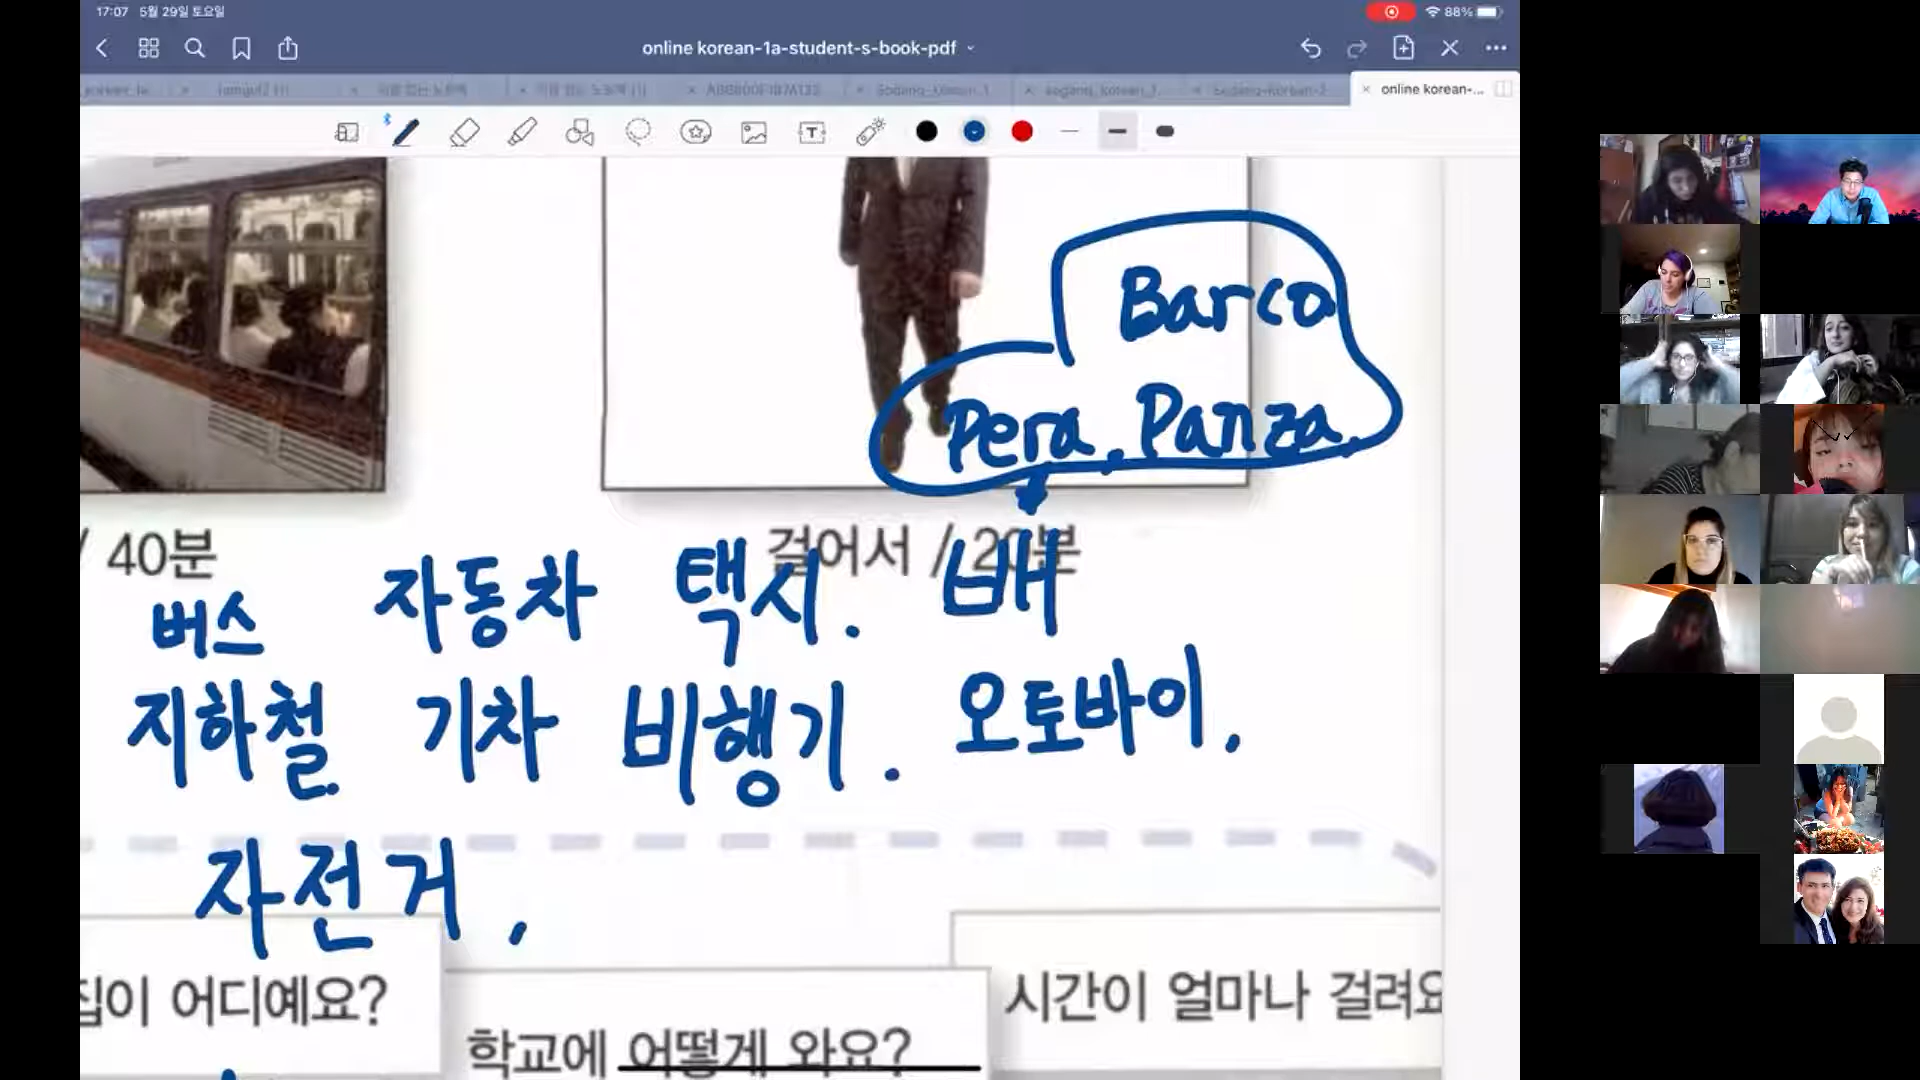 17:07 5월 29일 토요일
88%
online korean-1a-student-s-book-pdf
online korean-...
Barco
Pera. Panza.
/ 40분
걸어서 / 20분
버스 자동차 택시. 배
지하철 기차 비행기. 오토바이.
자전거.
집이 어디예요?
시간이 얼마나 걸려요
학교에 어떻게 와요?